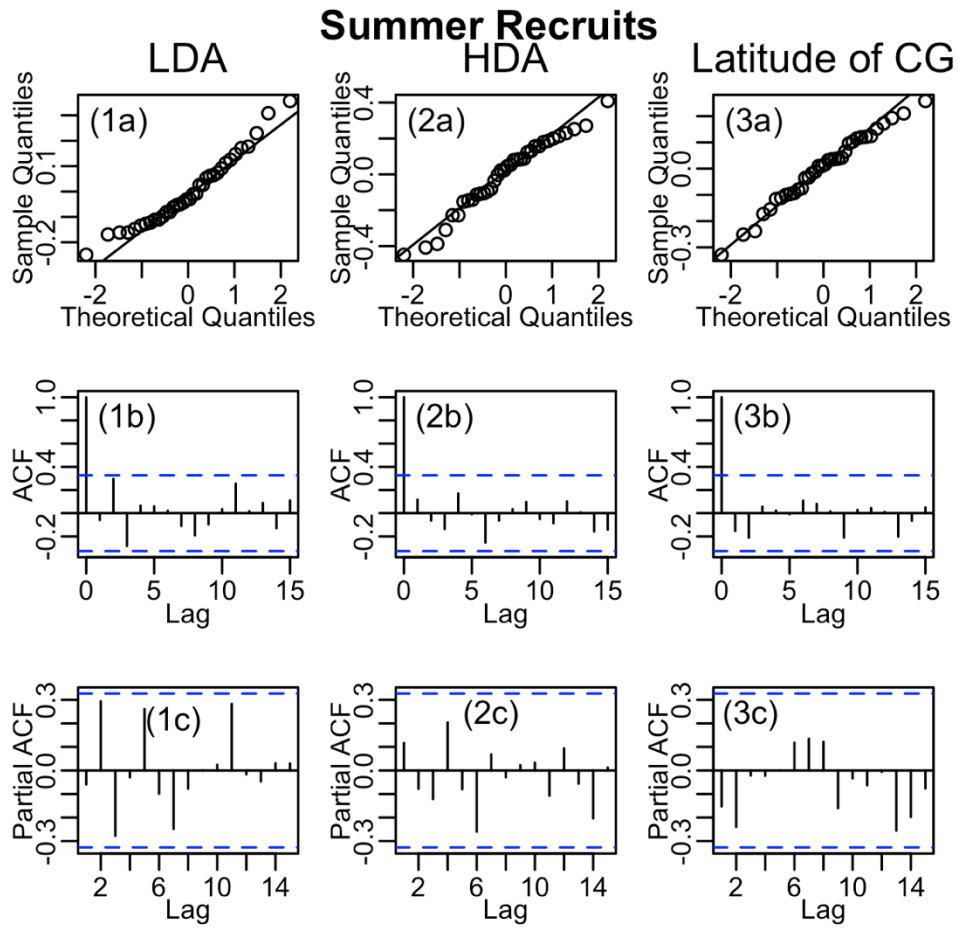 Summer Recruits
LDA
HDA
Latitude of CG
(1a)
Sample Quantiles
-0.2 0.1
-2 0 1 2
Theoretical Quantiles
(2a)
Sample Quantiles
-0.4 0.0 0.4
-2 0 1 2
Theoretical Quantiles
(3a)
Sample Quantiles
-0.3 0.0
-2 0 1 2
Theoretical Quantiles
(1b)
ACF
-0.2 0.4 1.0
0 5 10 15
Lag
(2b)
ACF
-0.2 0.4 1.0
0 5 10 15
Lag
(3b)
ACF
-0.2 0.4 1.0
0 5 10 15
Lag
(1c)
Partial ACF
-0.3 0.0 0.3
2 6 10 14
Lag
(2c)
Partial ACF
-0.3 0.0 0.3
2 6 10 14
Lag
(3c)
Partial ACF
-0.3 0.0 0.3
2 6 10 14
Lag